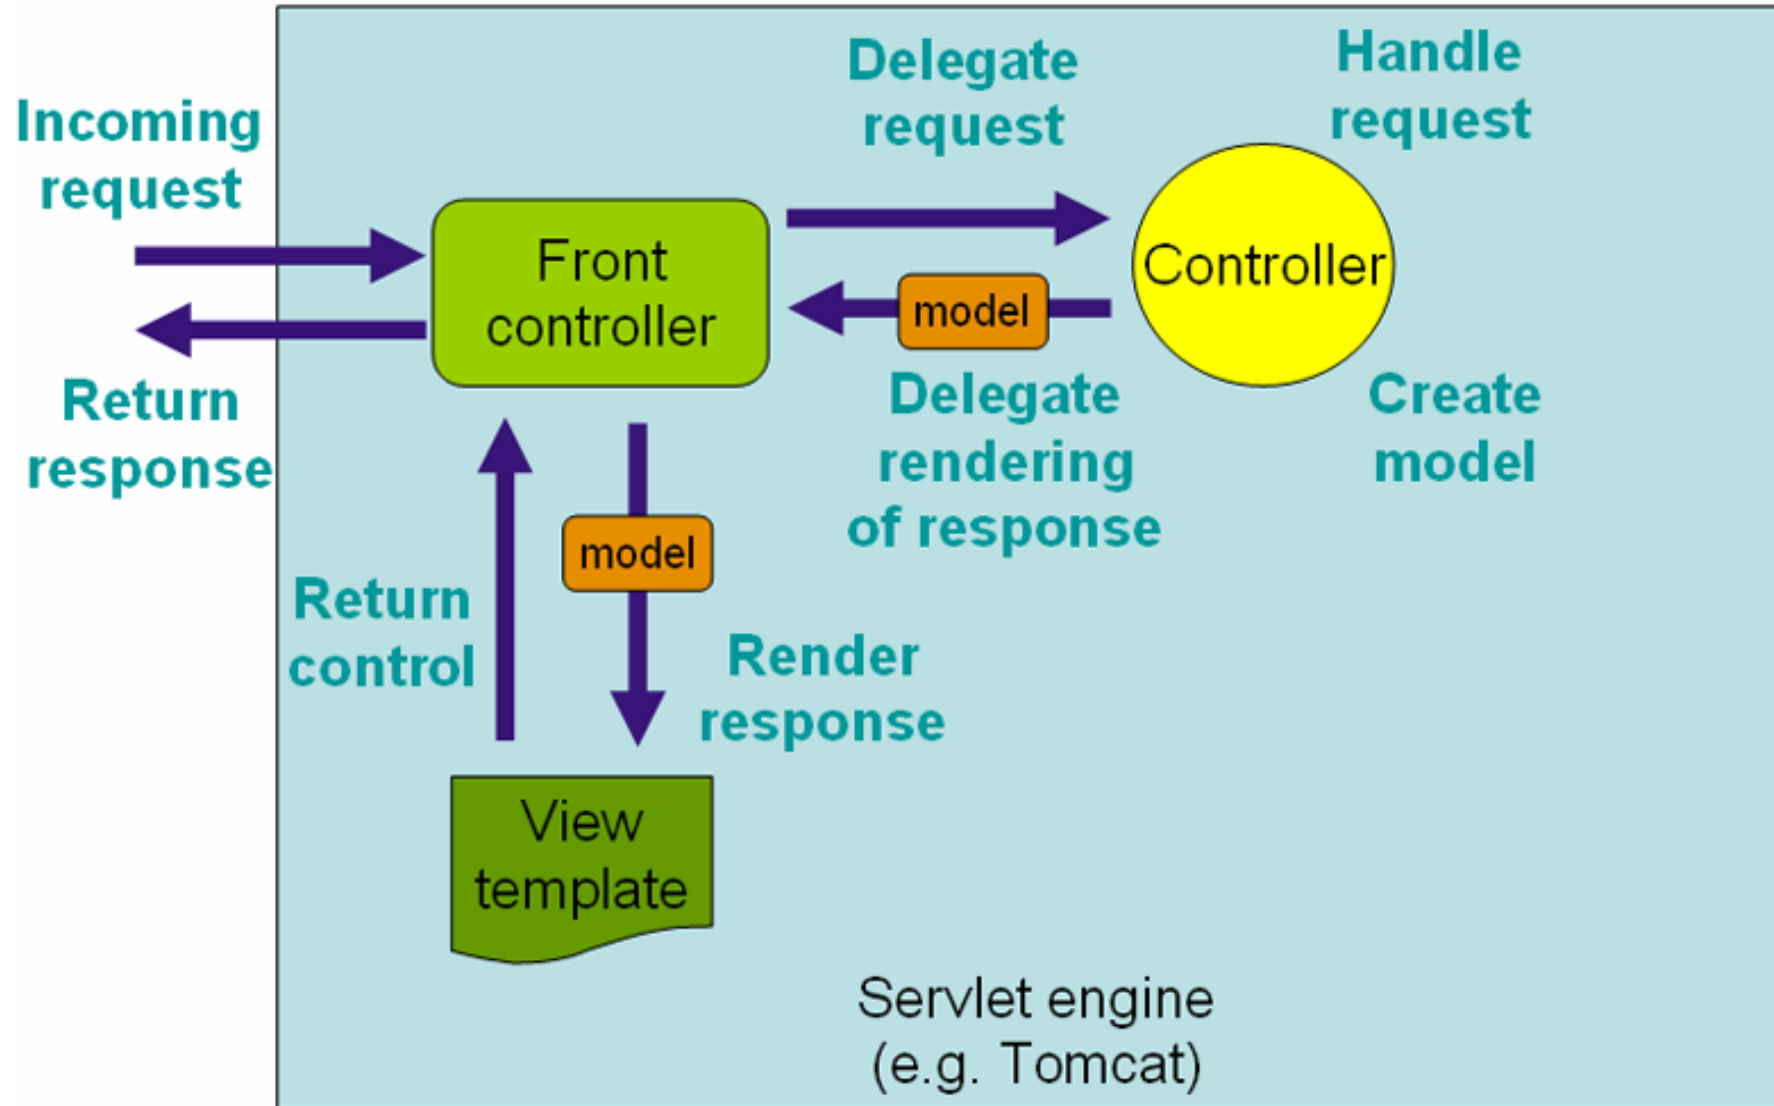 Incoming
request
Return
response
Delegate
request
Handle
request
Front
controller
Controller
model
Delegate
rendering
of response
Create
model
Return
control
model
Render
response
View
template
Servlet engine
(e.g. Tomcat)